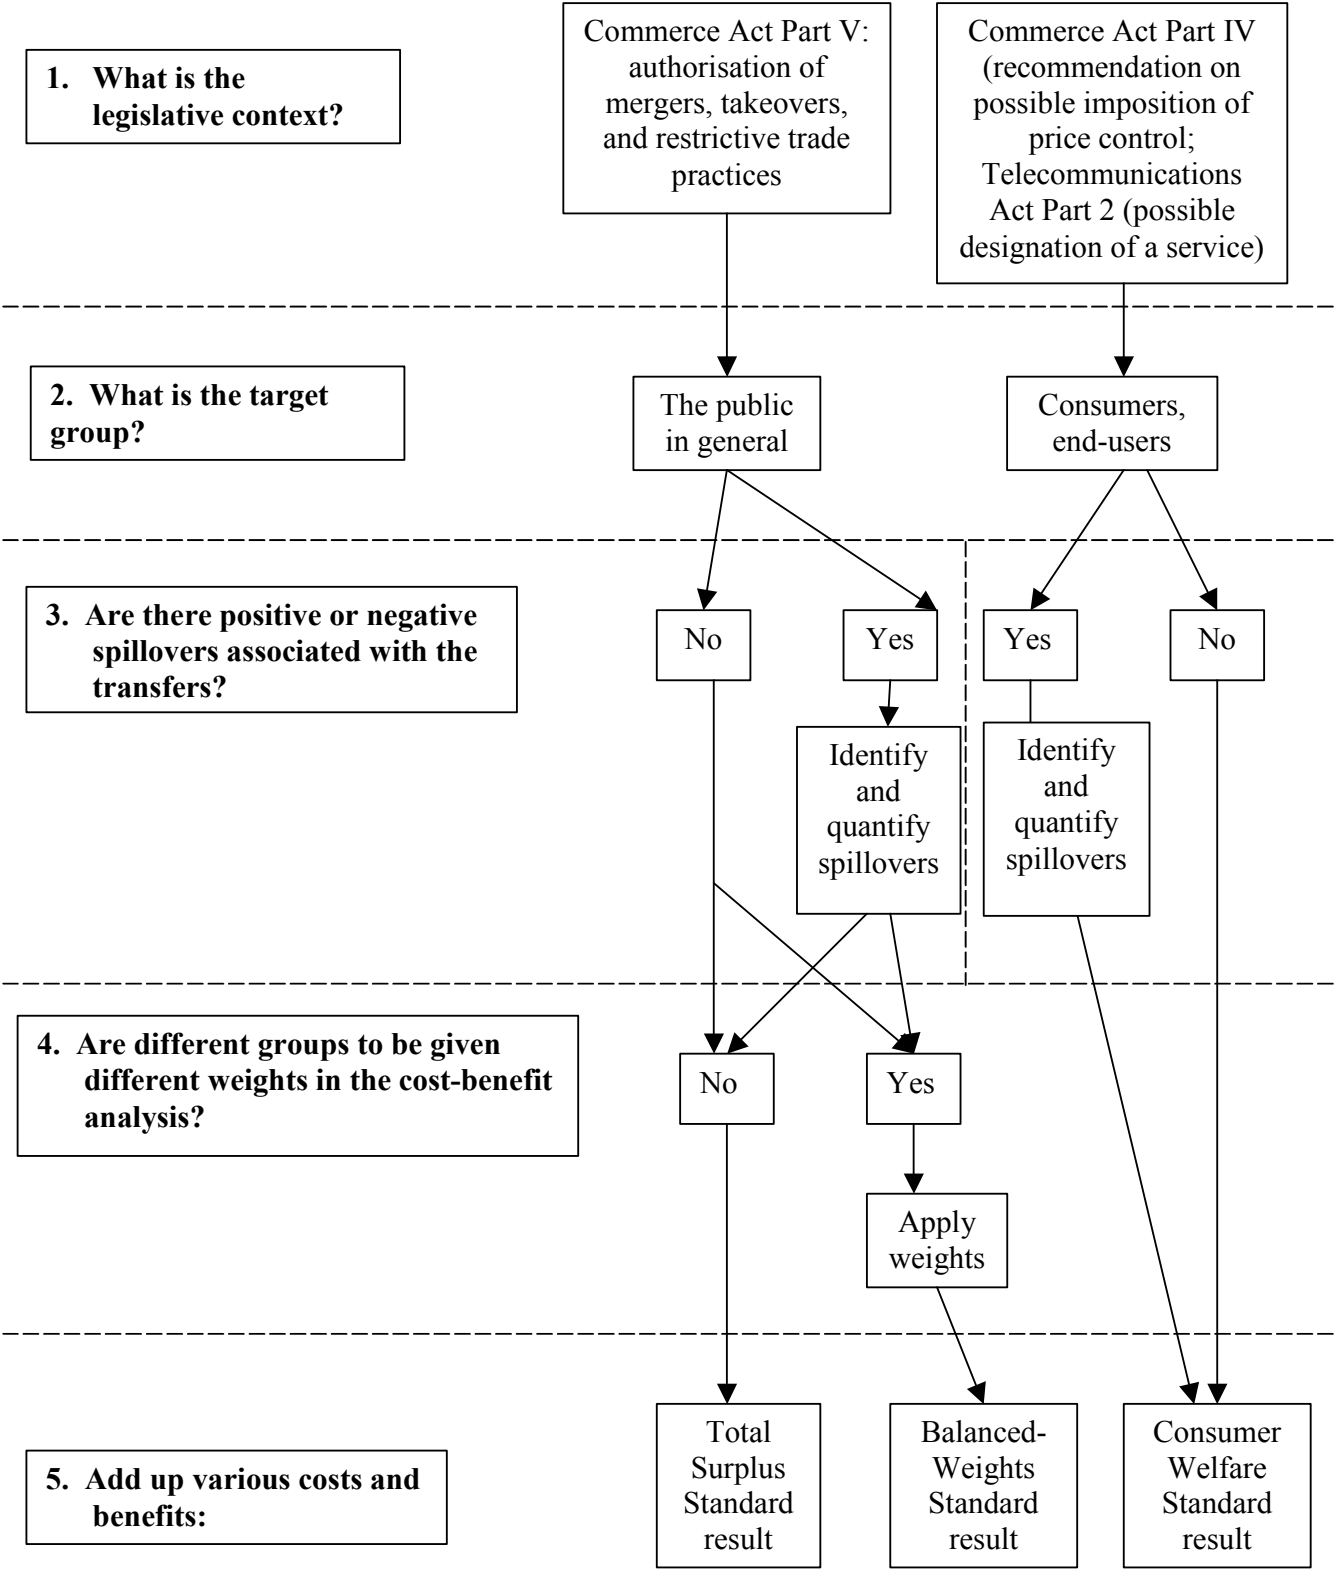 1. What is the
legislative context?
Commerce Act Part V:
authorisation of
mergers, takeovers,
and restrictive trade
practices
Commerce Act Part IV
(recommendation on
possible imposition of
price control;
Telecommunications
Act Part 2 (possible
designation of a service)
2. What is the target
group?
The public
in general
Consumers,
end-users
3. Are there positive or negative
spillovers associated with the
transfers?
No
Yes
Yes
No
Identify
and
quantify
spillovers
Identify
and
quantify
spillovers
4. Are different groups to be given
different weights in the cost-benefit
analysis?
No
Yes
Apply
weights
5. Add up various costs and
benefits:
Total
Surplus
Standard
result
Balanced-
Weights
Standard
result
Consumer
Welfare
Standard
result